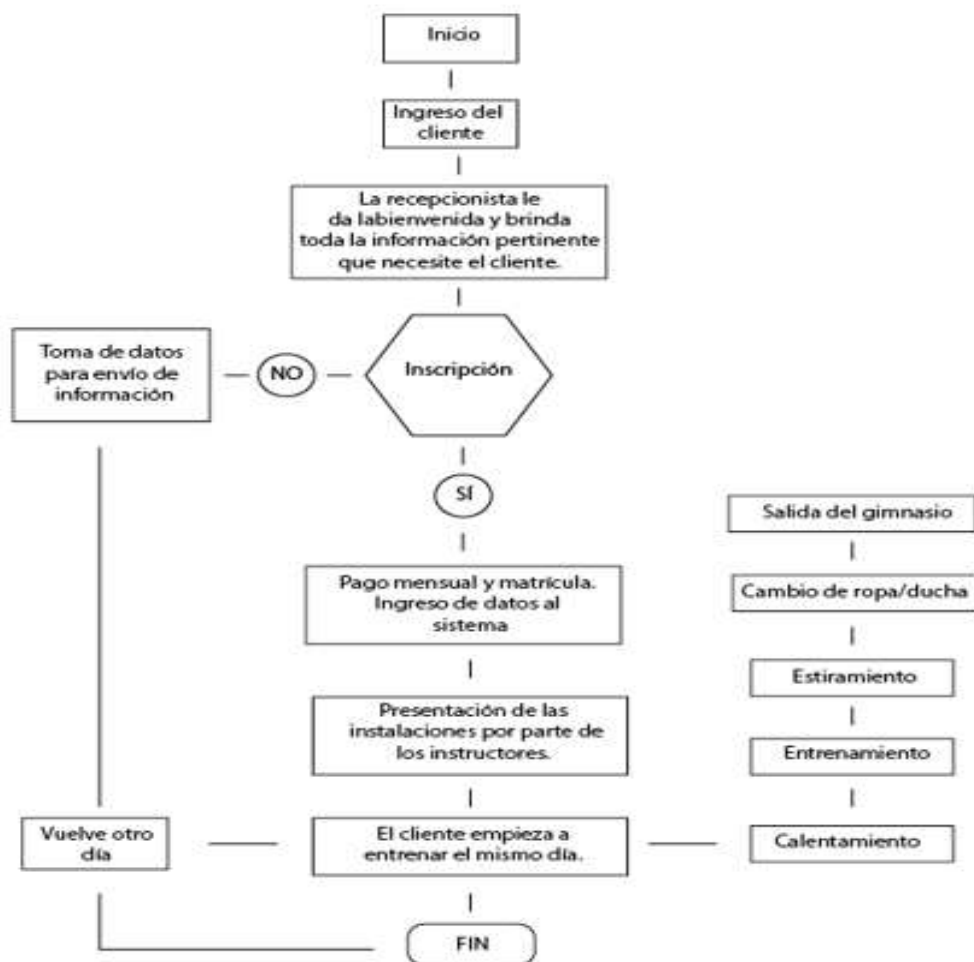 Inicio
Ingreso del
cliente
La recepcionista le
da labienvenida y brinda
toda la información pertinente
que necesite el cliente.
Toma de datos
para envío de
información
NO
Inscripción
SÍ
Salida del gimnasio
Pago mensual y matrícula.
Ingreso de datos al
sistema
Cambio de ropa/ducha
Estiramiento
Presentación de las
instalaciones por parte de
los instructores.
Entrenamiento
Vuelve otro
día
El cliente empieza a
entrenar el mismo día.
Calentamiento
FIN